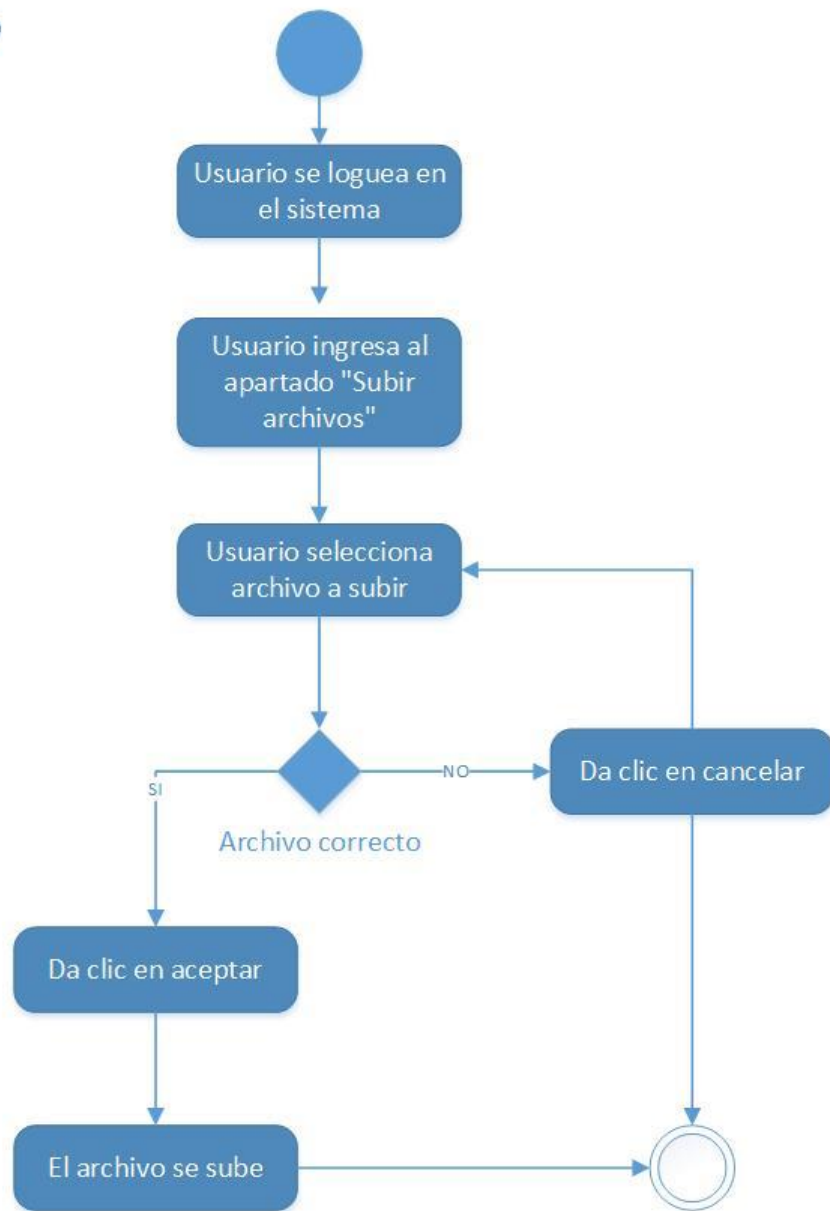 Usuario se loguea en
el sistema
Usuario ingresa al
apartado "Subir
archivos"
Usuario selecciona
archivo a subir
NO
Da clic en cancelar
SI
Archivo correcto
Da clic en aceptar
El archivo se sube